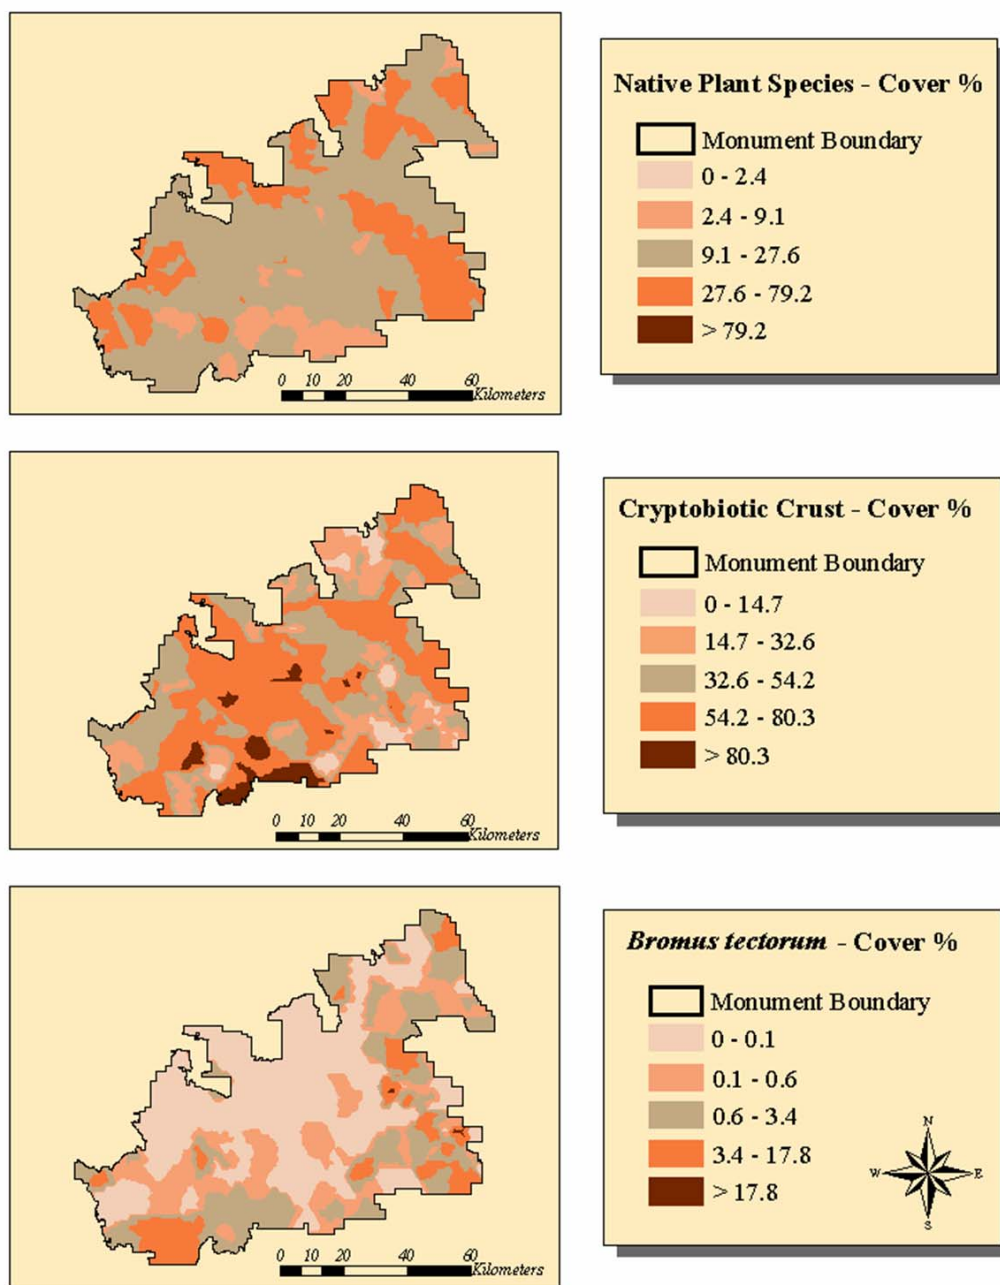 Native Plant Species - Cover %
Monument Boundary
0 - 2.4
2.4 - 9.1
9.1 - 27.6
27.6 - 79.2
> 79.2
0 10 20 40 60
Kilometers
Cryptobiotic Crust - Cover %
Monument Boundary
0 - 14.7
14.7 - 32.6
32.6 - 54.2
54.2 - 80.3
> 80.3
0 10 20 40 60
Kilometers
Bromus tectorum - Cover %
Monument Boundary
0 - 0.1
0.1 - 0.6
0.6 - 3.4
3.4 - 17.8
> 17.8
N
W E
S
0 10 20 40 60
Kilometers